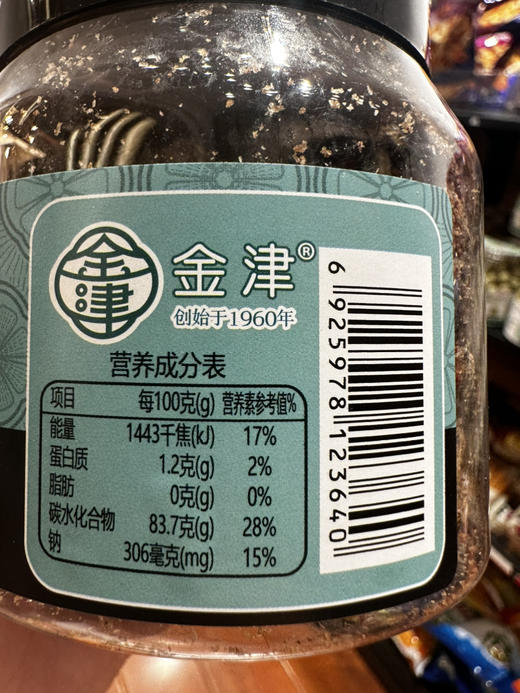 金津
金津®
创始于1960年
营养成分表
项目 每100克(g) 营养素参考值%
能量 1443千焦(kJ) 17%
蛋白质 1.2克(g) 2%
脂肪 0克(g) 0%
碳水化合物 83.7克(g) 28%
钠 306毫克(mg) 15%
6 925978 123640